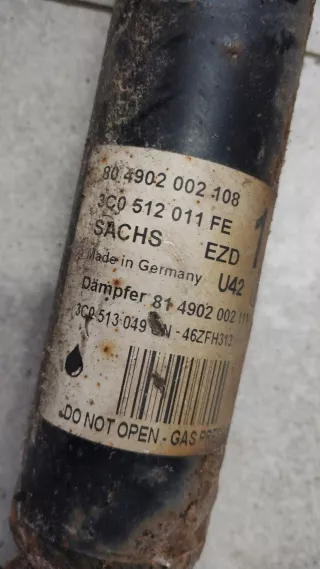 80 4902 002 108
3C0 512 011 FE
SACHS EZD
Made in Germany U42
Dämpfer 81 4902 002 111
3C0 513 049 - 46ZFH313
DO NOT OPEN - GAS